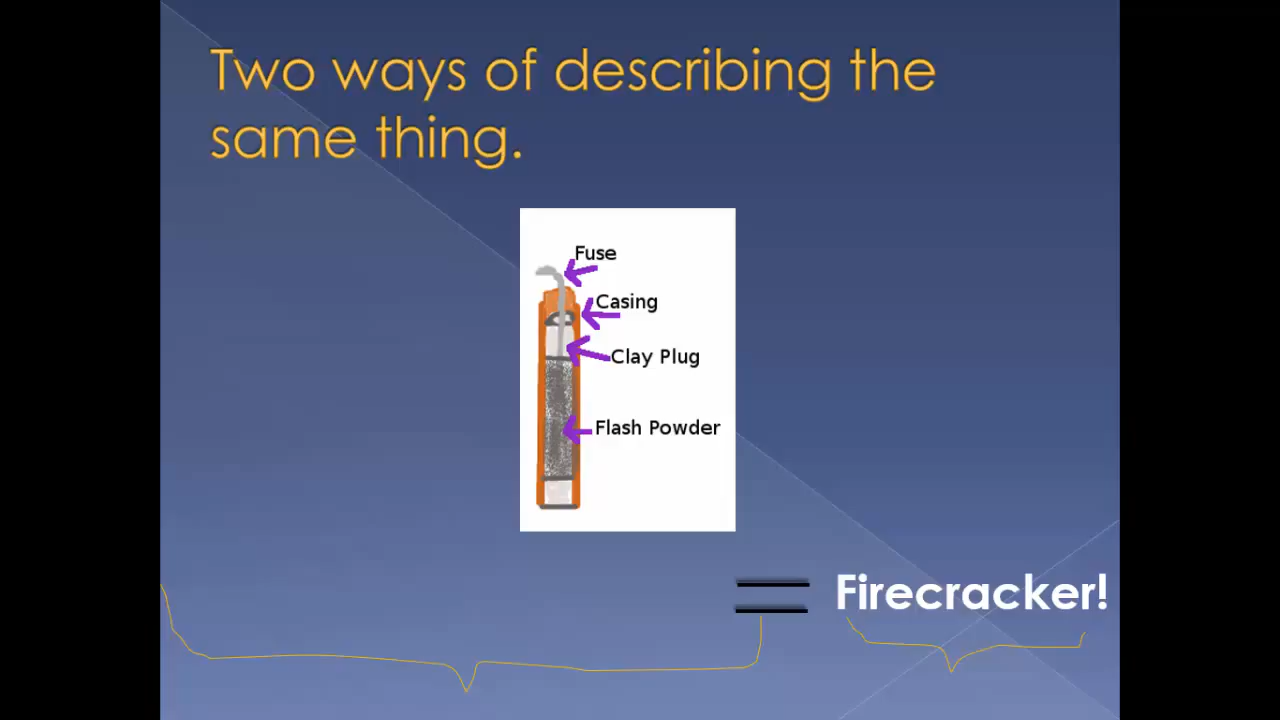 Two ways of describing the
same thing.
Fuse
Casing
Clay Plug
Flash Powder
= Firecracker!